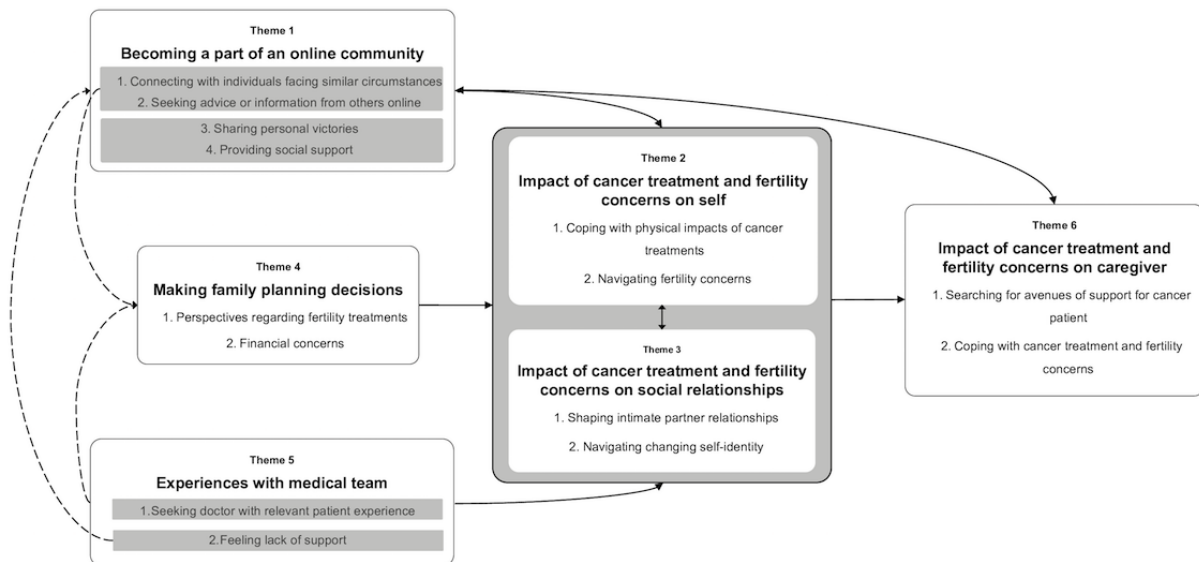 Theme 1
Becoming a part of an online community
1. Connecting with individuals facing similar circumstances
2. Seeking advice or information from others online
3. Sharing personal victories
4. Providing social support
Theme 2
Impact of cancer treatment and fertility
concerns on self
1. Coping with physical impacts of cancer
treatments
2. Navigating fertility concerns
Theme 3
Impact of cancer treatment and fertility
concerns on social relationships
1. Shaping intimate partner relationships
2. Navigating changing self-identity
Theme 4
Making family planning decisions
1. Perspectives regarding fertility treatments
2. Financial concerns
Theme 5
Experiences with medical team
1.Seeking doctor with relevant patient experience
2.Feeling lack of support
Theme 6
Impact of cancer treatment and
fertility concerns on caregiver
1. Searching for avenues of support for cancer
patient
2. Coping with cancer treatment and fertility
concerns